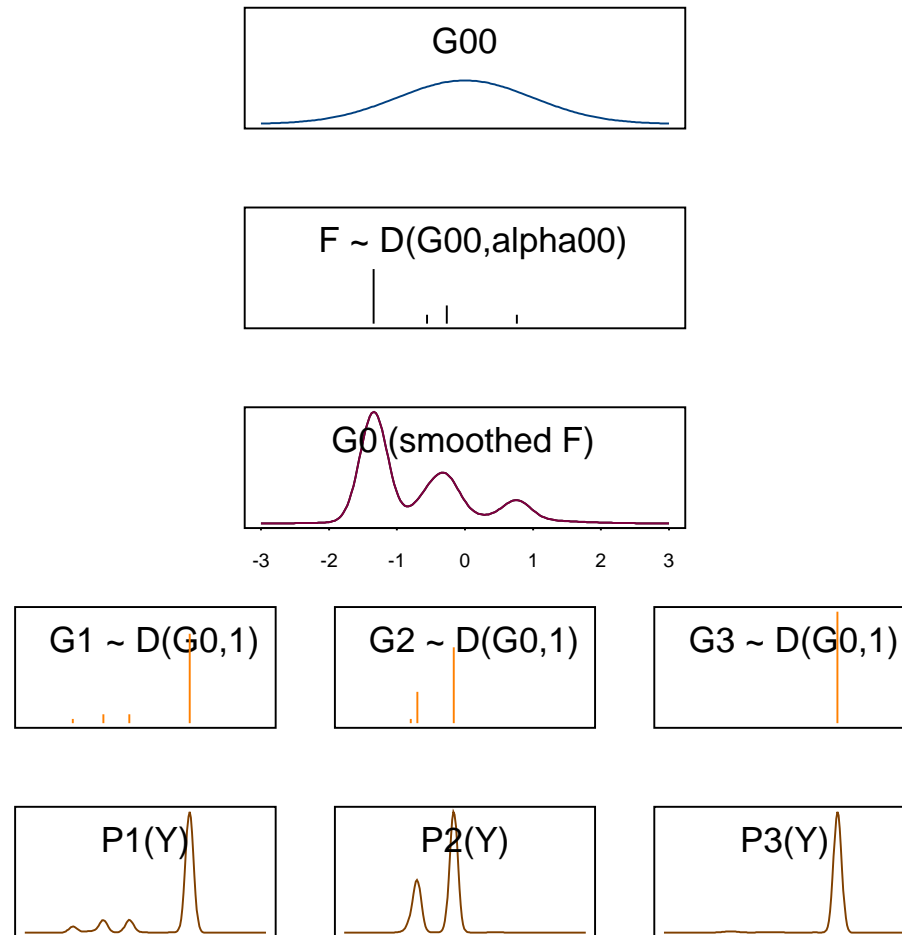 G00
F ~ D(G00,alpha00)
G0 (smoothed F)
-3 -2 -1 0 1 2 3
G1 ~ D(G0,1) G2 ~ D(G0,1) G3 ~ D(G0,1)
P1(Y) P2(Y) P3(Y)